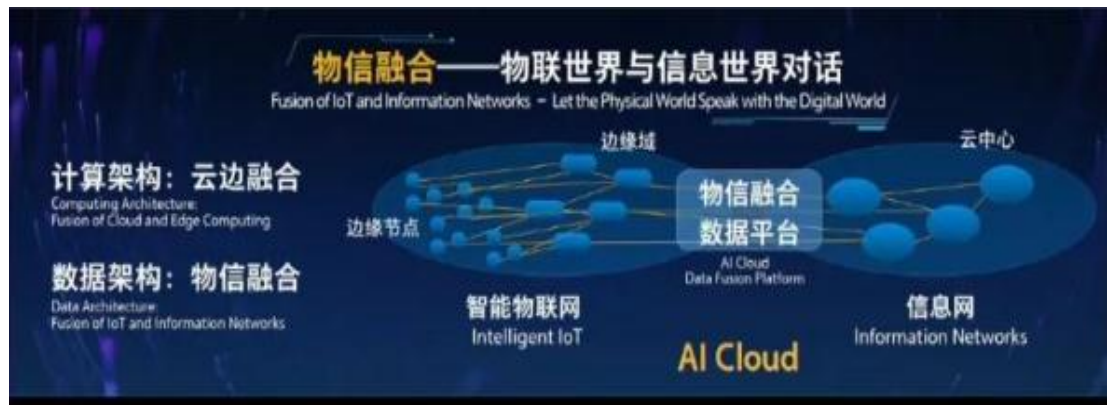 物信融合——物联世界与信息世界对话
Fusion of IoT and Information Networks – Let the Physical World Speak with the Digital World
计算架构：云边融合
Computing Architecture:
Fusion of Cloud and Edge Computing
数据架构：物信融合
Data Architecture:
Fusion of IoT and Information Networks
边缘域
云中心
边缘节点
物信融合
数据平台
AI Cloud
Data Fusion Platform
智能物联网
Intelligent IoT
信息网
Information Networks
AI Cloud